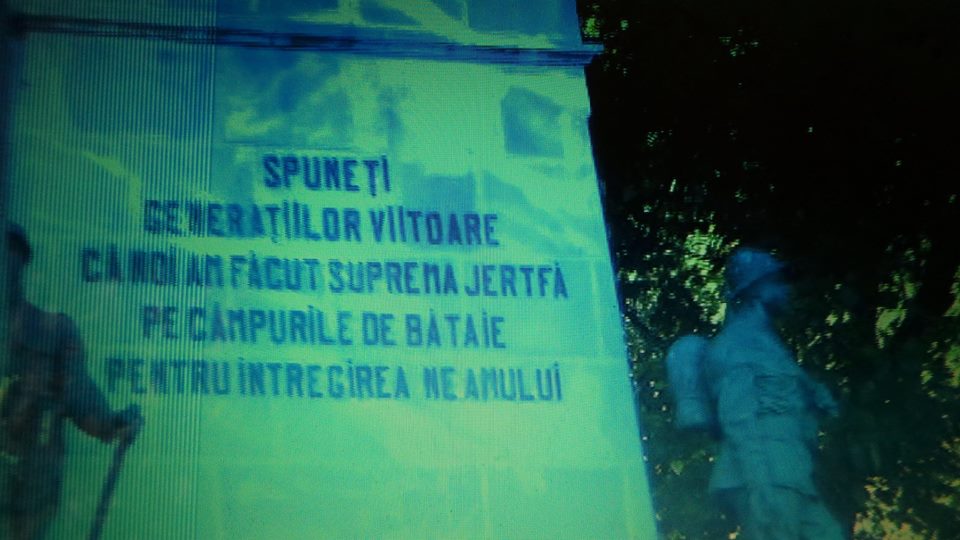 SPUNEȚI
GENERAȚIILOR VIITOARE
CĂ NOI AM FĂCUT SUPREMA JERTFĂ
PE CÂMPURILE DE BĂTAIE
PENTRU INTREGIREA NEAMULUI